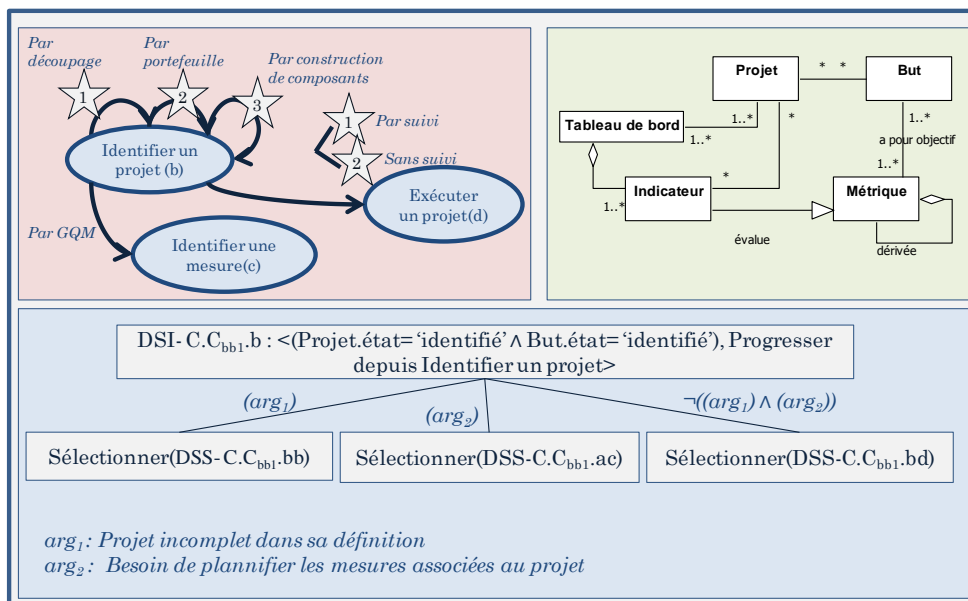 Par
découpage
Par
portefeuille
Par construction
de composants
1
2
3
1
Par suivi
2
Sans suivi
Identifier un
projet (b)
Exécuter
un projet(d)
Par GQM
Identifier une
mesure(c)
Projet
* *
But
Tableau de bord
1..*
1..*
*
1..*
a pour objectif
1..*
Indicateur
*
1..*
Métrique
évalue
dérivée
DSI-C.Cbb1.b : <(Projet.état= ‘identifié’ ∧ But.état= ‘identifié’), Progresser
depuis Identifier un projet>
(arg1)
(arg2)
¬((arg1) ∧ (arg2))
Sélectionner(DSS-C.Cbb1.bb)
Sélectionner(DSS-C.Cbb1.ac)
Sélectionner(DSS-C.Cbb1.bd)
arg1: Projet incomplet dans sa définition
arg2: Besoin de plannifier les mesures associées au projet